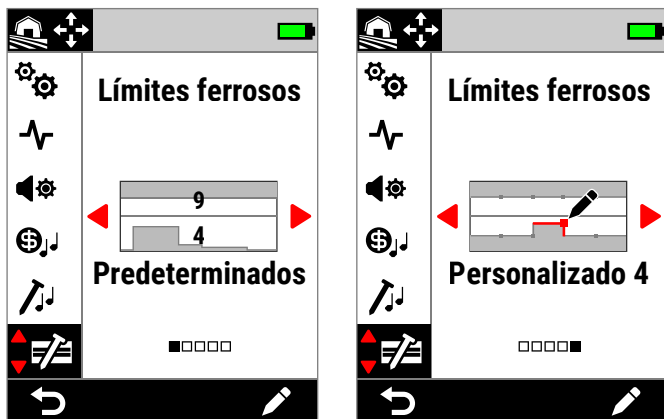 Límites ferrosos
9
4
Predeterminados
Límites ferrosos
Personalizado 4